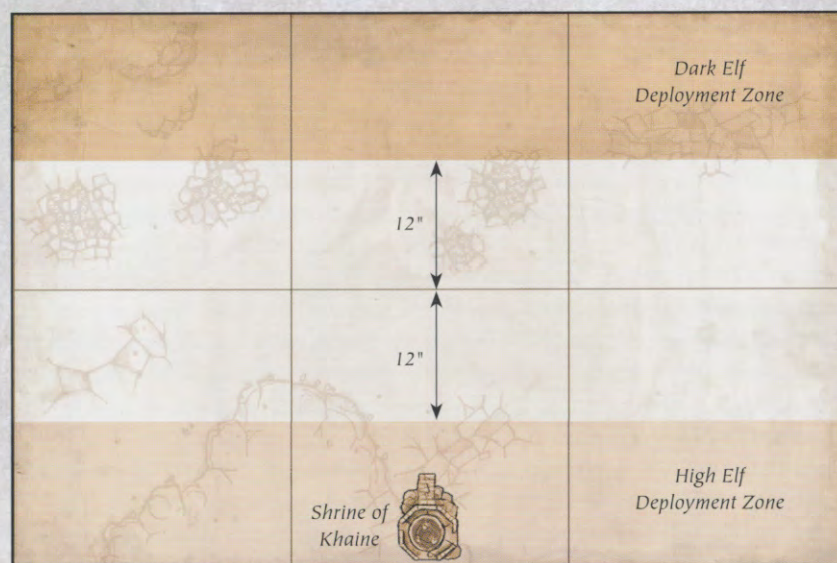 Dark Elf
Deployment Zone
12"
12"
High Elf
Deployment Zone
Shrine of
Khaine